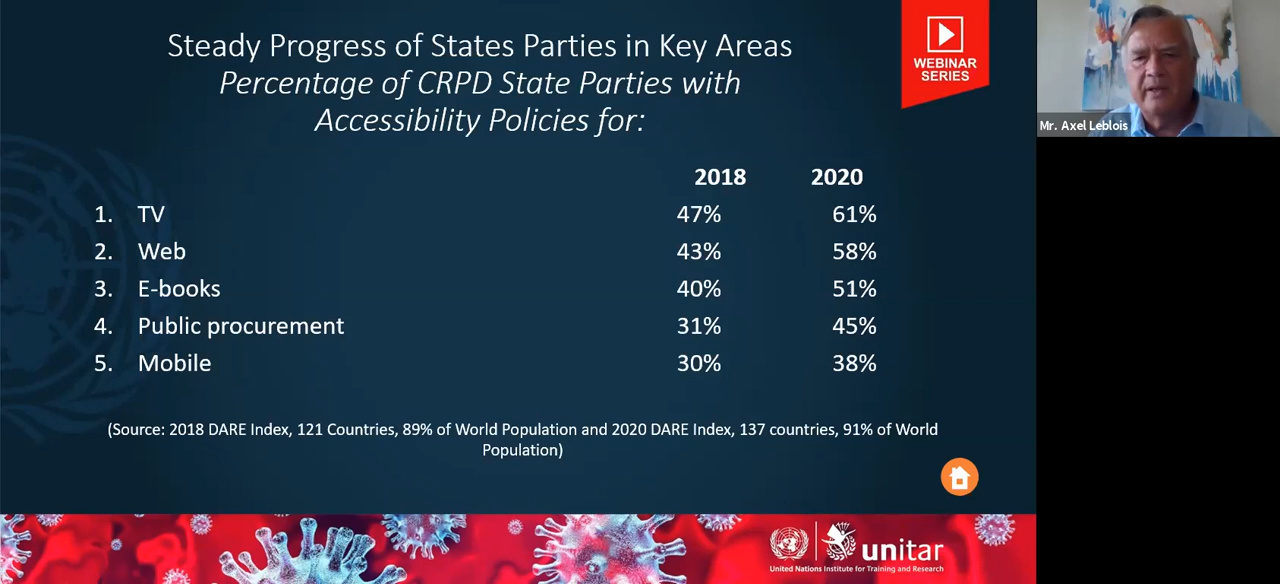 Steady Progress of States Parties in Key Areas
Percentage of CRPD State Parties with
Accessibility Policies for:
WEBINAR
SERIES
Mr. Axel Leblois
2018 2020
1. TV 47% 61%
2. Web 43% 58%
3. E-books 40% 51%
4. Public procurement 31% 45%
5. Mobile 30% 38%
(Source: 2018 DARE Index, 121 Countries, 89% of World Population and 2020 DARE Index, 137 countries, 91% of World
Population)
unitar
United Nations Institute for Training and Research